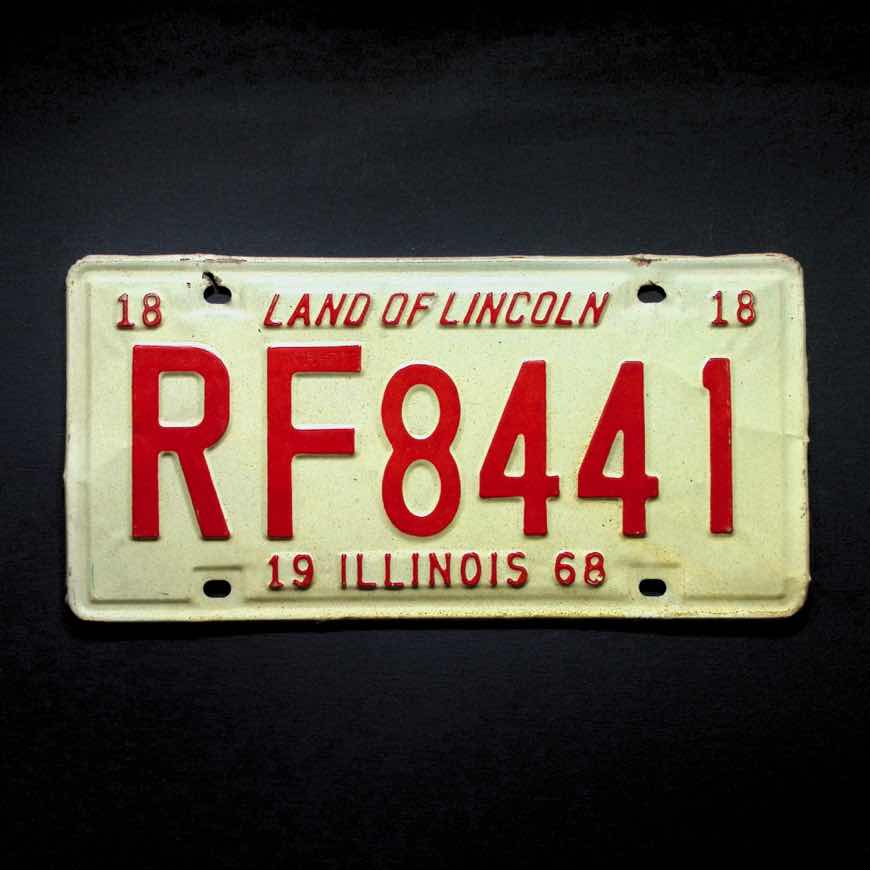 18 LAND OF LINCOLN 18
RF8441
19 ILLINOIS 68